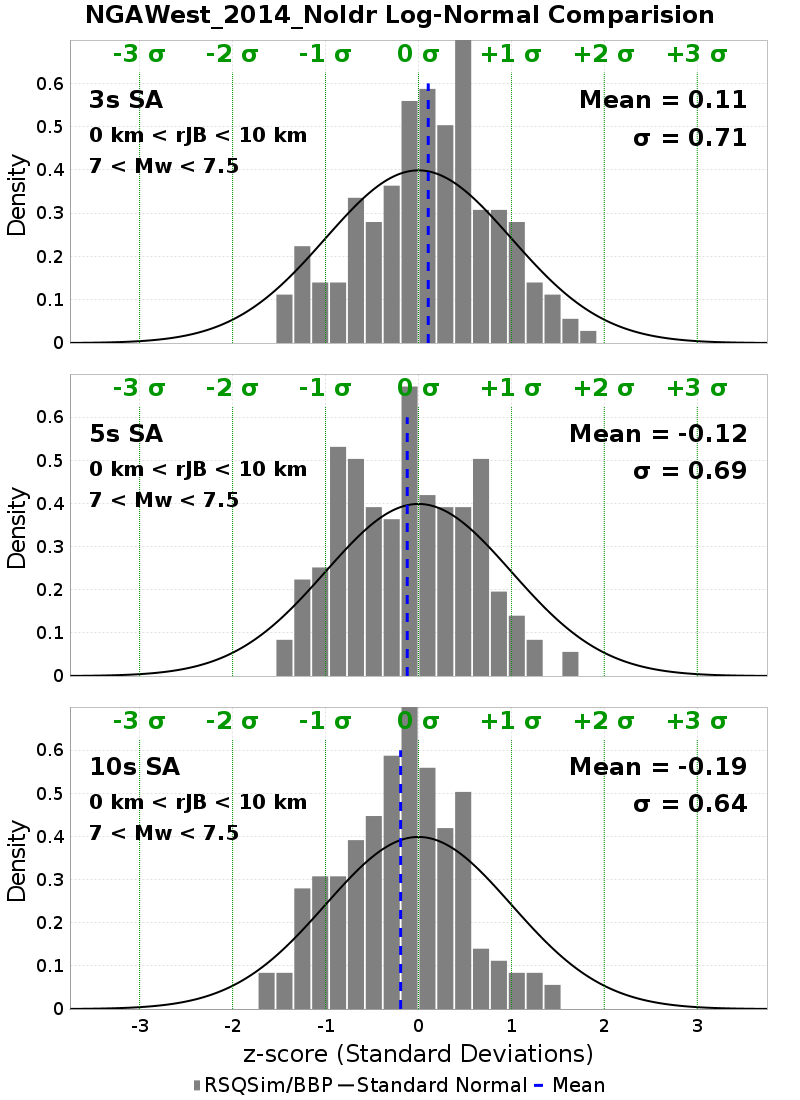 NGAWest_2014_NoIdr Log-Normal Comparision
-3 σ -2 σ -1 σ 0 σ +1 σ +2 σ +3 σ
3s SA
Mean = 0.11
0 km < rJB < 10 km
σ = 0.71
7 < Mw < 7.5
Density
0.6
0.5
0.4
0.3
0.2
0.1
0
-3 σ -2 σ -1 σ 0 σ +1 σ +2 σ +3 σ
5s SA
Mean = -0.12
0 km < rJB < 10 km
σ = 0.69
7 < Mw < 7.5
Density
0.6
0.5
0.4
0.3
0.2
0.1
0
-3 σ -2 σ -1 σ 0 σ +1 σ +2 σ +3 σ
10s SA
Mean = -0.19
0 km < rJB < 10 km
σ = 0.64
7 < Mw < 7.5
Density
0.6
0.5
0.4
0.3
0.2
0.1
0
-3 -2 -1 0 1 2 3
z-score (Standard Deviations)
RSQSim/BBP Standard Normal Mean